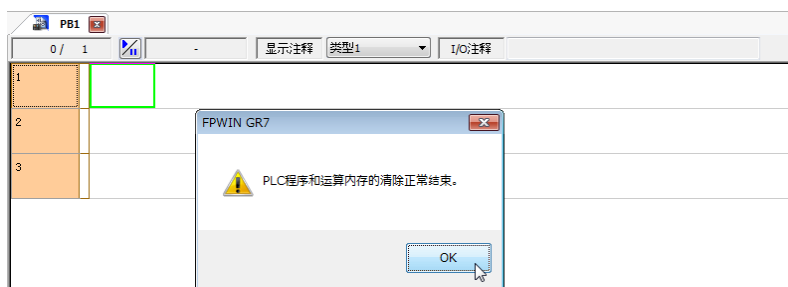 PB1
0 / 1 - 显示注释 类型1 I/O注释
1
2
3
FPWIN GR7
PLC程序和运算内存的清除正常结束。
OK